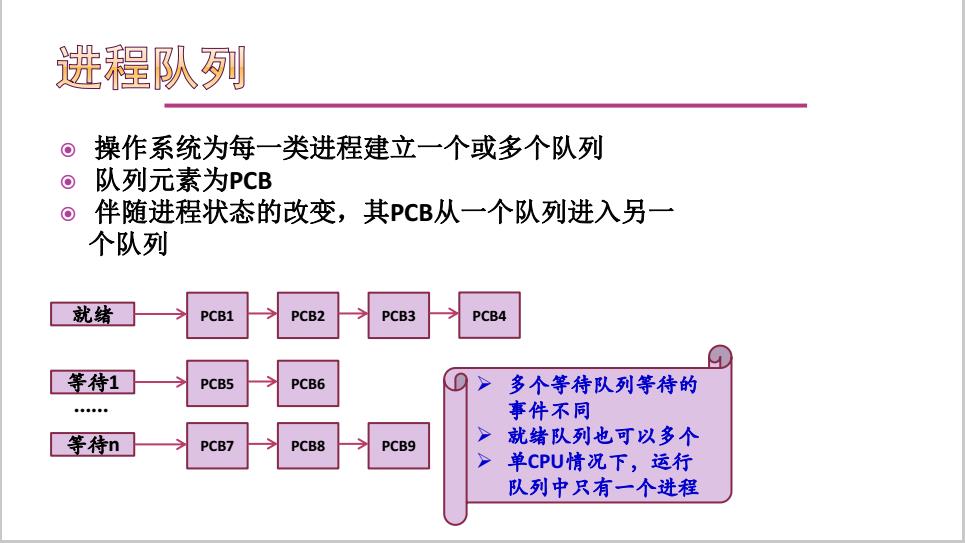 进程队列
操作系统为每一类进程建立一个或多个队列
队列元素为PCB
伴随进程状态的改变，其PCB从一个队列进入另一
个队列
就绪 PCB1 PCB2 PCB3 PCB4
等待1 PCB5 PCB6
……
等待n PCB7 PCB8 PCB9
多个等待队列等待的
事件不同
就绪队列也可以多个
单CPU情况下，运行
队列中只有一个进程